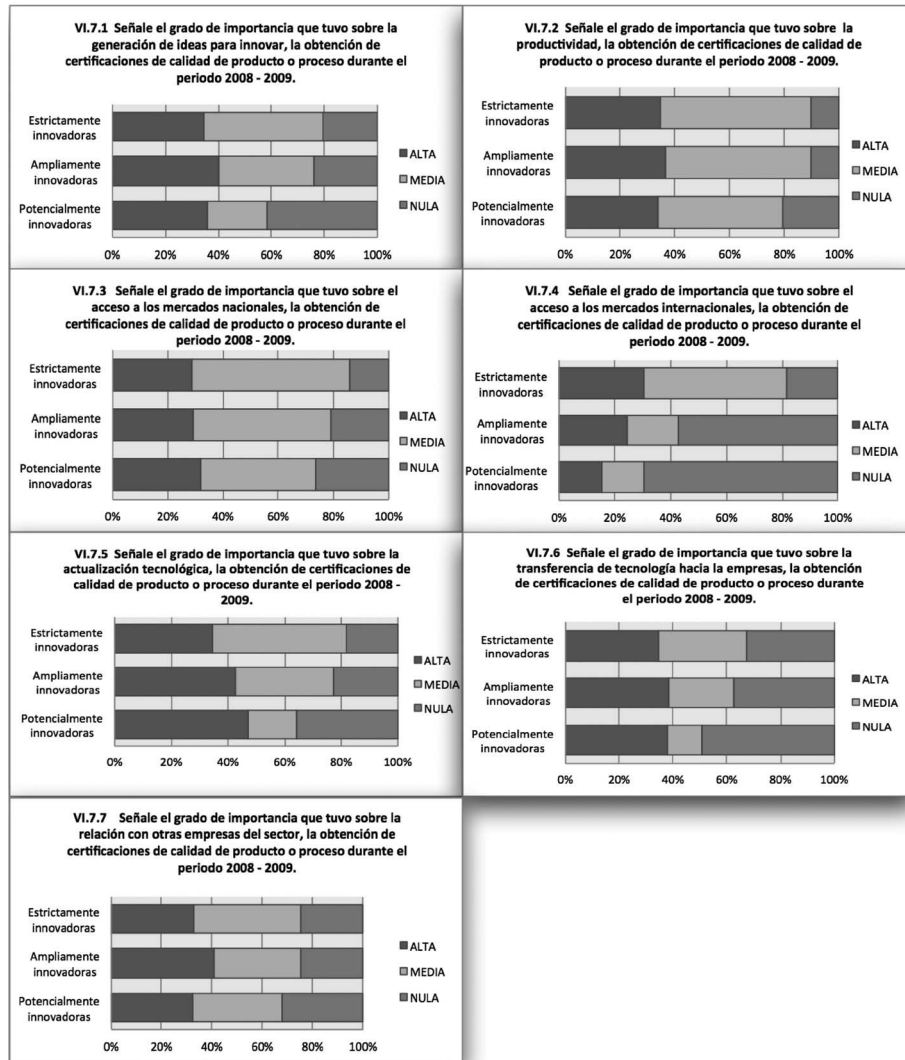 VI.7.1 Señale el grado de importancia que tuvo sobre la
generación de ideas para innovar, la obtención de
certificaciones de calidad de producto o proceso durante el
periodo 2008 - 2009.
Estrictamente
innovadoras
Ampliamente
innovadoras
Potencialmente
innovadoras
ALTA
MEDIA
NULA
0% 20% 40% 60% 80% 100%
VI.7.2 Señale el grado de importancia que tuvo sobre la
productividad, la obtención de certificaciones de calidad de
producto o proceso durante el periodo 2008 - 2009.
Estrictamente
innovadoras
Ampliamente
innovadoras
Potencialmente
innovadoras
ALTA
MEDIA
NULA
0% 20% 40% 60% 80% 100%
VI.7.3 Señale el grado de importancia que tuvo sobre el
acceso a los mercados nacionales, la obtención de
certificaciones de calidad de producto o proceso durante el
periodo 2008 - 2009.
Estrictamente
innovadoras
Ampliamente
innovadoras
Potencialmente
innovadoras
ALTA
MEDIA
NULA
0% 20% 40% 60% 80% 100%
VI.7.4 Señale el grado de importancia que tuvo sobre el
acceso a los mercados internacionales, la obtención de
certificaciones de calidad de producto o proceso durante el
periodo 2008 - 2009.
Estrictamente
innovadoras
Ampliamente
innovadoras
Potencialmente
innovadoras
ALTA
MEDIA
NULA
0% 20% 40% 60% 80% 100%
VI.7.5 Señale el grado de importancia que tuvo sobre la
actualización tecnológica, la obtención de certificaciones de
calidad de producto o proceso durante el periodo 2008 -
2009.
Estrictamente
innovadoras
Ampliamente
innovadoras
Potencialmente
innovadoras
ALTA
MEDIA
NULA
0% 20% 40% 60% 80% 100%
VI.7.6 Señale el grado de importancia que tuvo sobre la
transferencia de tecnología hacia la empresas, la obtención
de certificaciones de calidad de producto o proceso durante
el periodo 2008 - 2009.
Estrictamente
innovadoras
Ampliamente
innovadoras
Potencialmente
innovadoras
ALTA
MEDIA
NULA
0% 20% 40% 60% 80% 100%
VI.7.7 Señale el grado de importancia que tuvo sobre la
relación con otras empresas del sector, la obtención de
certificaciones de calidad de producto o proceso durante el
periodo 2008 - 2009.
Estrictamente
innovadoras
Ampliamente
innovadoras
Potencialmente
innovadoras
ALTA
MEDIA
NULA
0% 20% 40% 60% 80% 100%